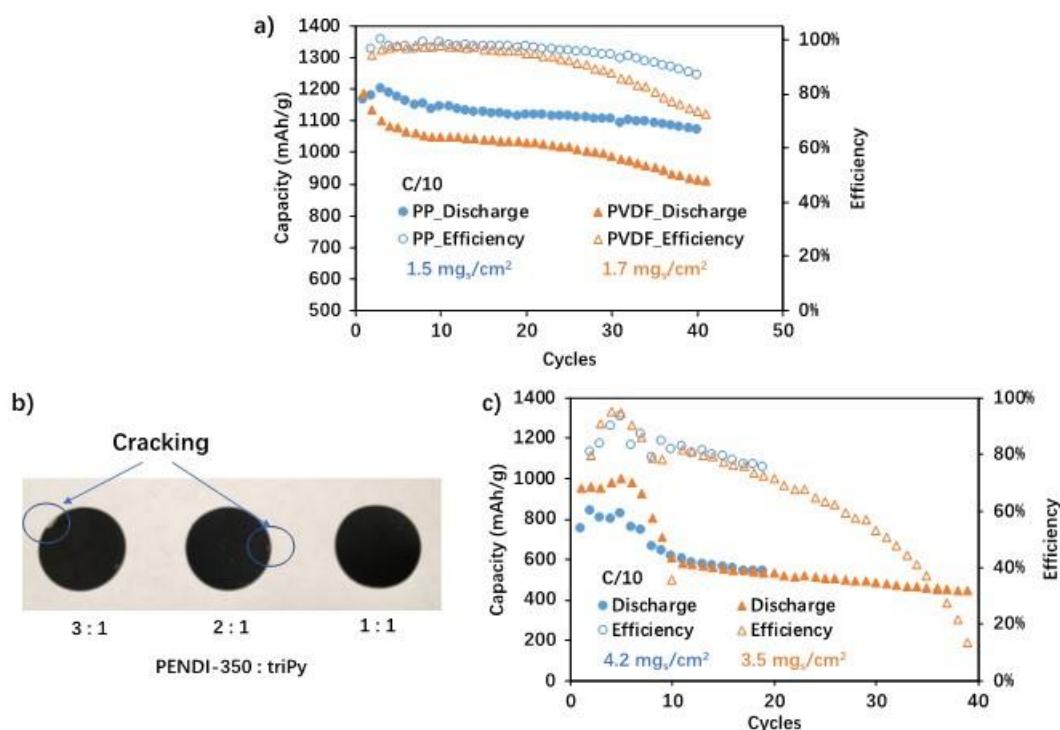 a)
1400
1300
1200
1100
1000
900
800
700
600
500
Capacity (mAh/g)
100%
80%
60%
40%
20%
0%
Efficiency
C/10
PP_Discharge
PVDF_Discharge
PP_Efficiency
PVDF_Efficiency
1.5 mgₛ/cm²
1.7 mgₛ/cm²
0 10 20 30 40 50
Cycles
b)
Cracking
3 : 1
2 : 1
1 : 1
PENDI-350 : triPy
c)
1400
1200
1000
800
600
400
200
0
Capacity (mAh/g)
100%
80%
60%
40%
20%
0%
Efficiency
C/10
Discharge
Discharge
Efficiency
Efficiency
4.2 mgₛ/cm²
3.5 mgₛ/cm²
0 10 20 30 40
Cycles